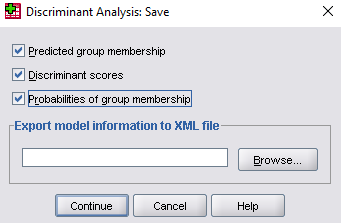 Discriminant Analysis: Save
Predicted group membership
Discriminant scores
Probabilities of group membership
Export model information to XML file
Browse...
Continue Cancel Help